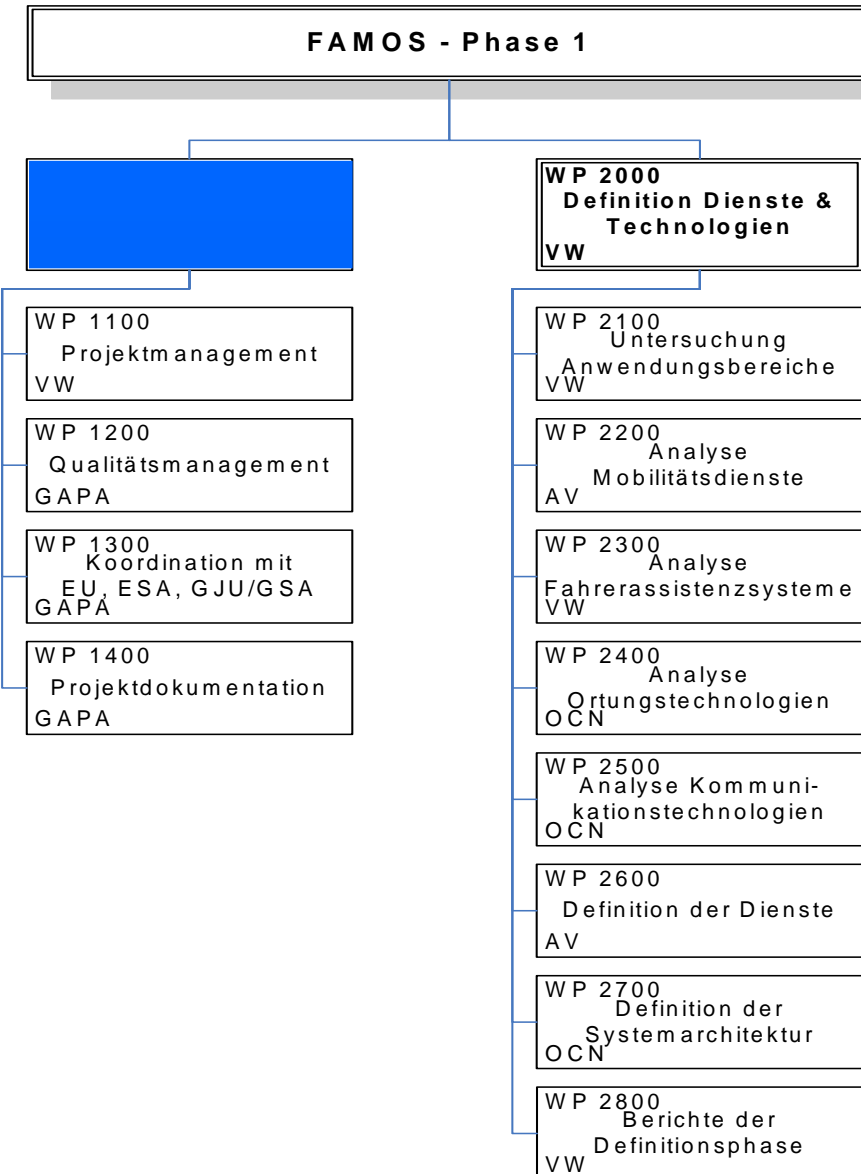 FAMOS - Phase 1
WP 2000
Definition Dienste &
Technologien
VW
WP 1100
Projektmanagement
VW
WP 1200
Qualitätsmanagement
GAPA
WP 1300
Koordination mit
EU, ESA, GJU/GSA
GAPA
WP 1400
Projektdokumentation
GAPA
WP 2100
Untersuchung
Anwendungsbereiche
VW
WP 2200
Analyse
Mobilitätsdienste
AV
WP 2300
Analyse
Fahrerassistenzsysteme
VW
WP 2400
Analyse
Ortungstechnologien
OCN
WP 2500
Analyse Kommuni-
kationstechnologien
OCN
WP 2600
Definition der Dienste
AV
WP 2700
Definition der
Systemarchitektur
OCN
WP 2800
Berichte der
Definitionsphase
VW